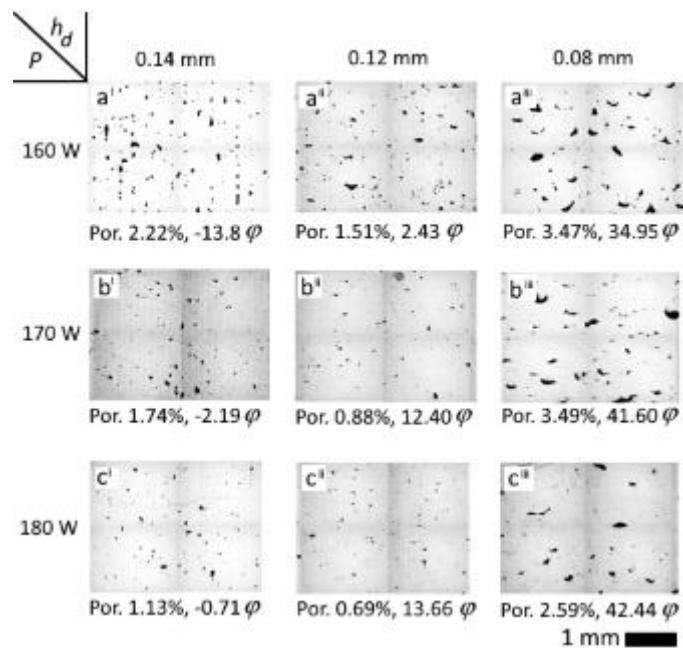 h_d
P
0.14 mm 0.12 mm 0.08 mm
160 W
a^i a^ii a^iii
Por. 2.22%, -13.8 φ Por. 1.51%, 2.43 φ Por. 3.47%, 34.95 φ
170 W
b^i b^ii b^iii
Por. 1.74%, -2.19 φ Por. 0.88%, 12.40 φ Por. 3.49%, 41.60 φ
180 W
c^i c^ii c^iii
Por. 1.13%, -0.71 φ Por. 0.69%, 13.66 φ Por. 2.59%, 42.44 φ
1 mm